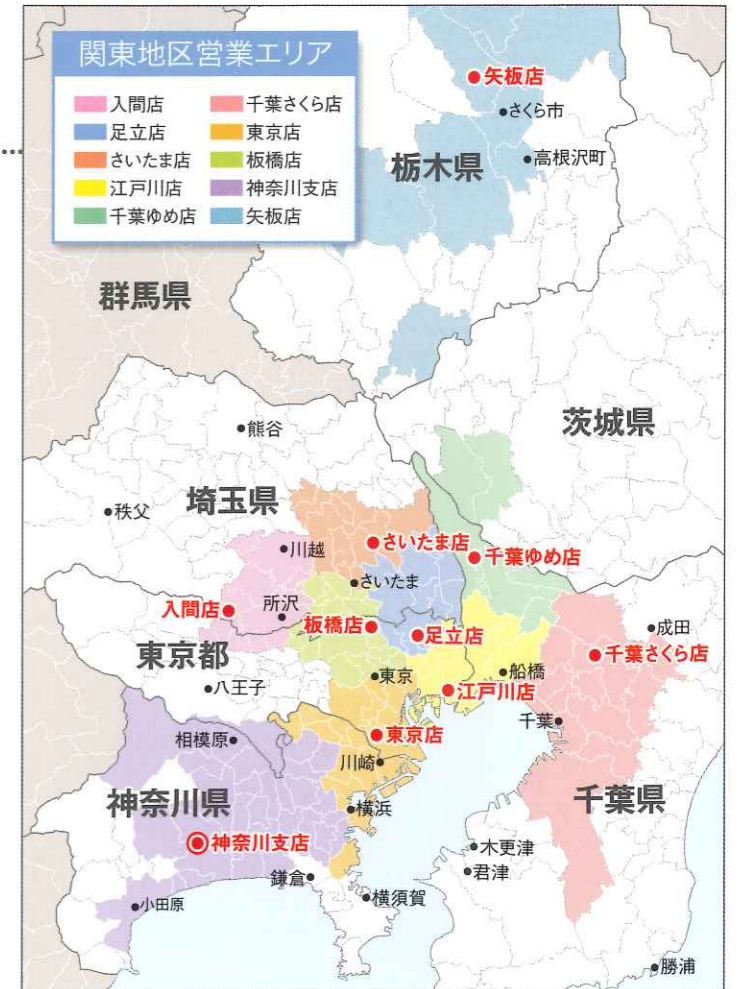 関東地区営業エリア
入間店
千葉さくら店
足立店
東京店
さいたま店
板橋店
江戸川店
神奈川支店
千葉ゆめ店
矢板店
矢板店
さくら市
栃木県
高根沢町
群馬県
茨城県
熊谷
埼玉県
秩父
川越
さいたま店
千葉ゆめ店
さいたま
入間店
所沢
板橋店
足立店
成田
東京都
千葉さくら店
東京
船橋
八王子
江戸川店
千葉
相模原
東京店
川崎
神奈川県
横浜
千葉県
神奈川支店
木更津
鎌倉
君津
横須賀
小田原
勝浦